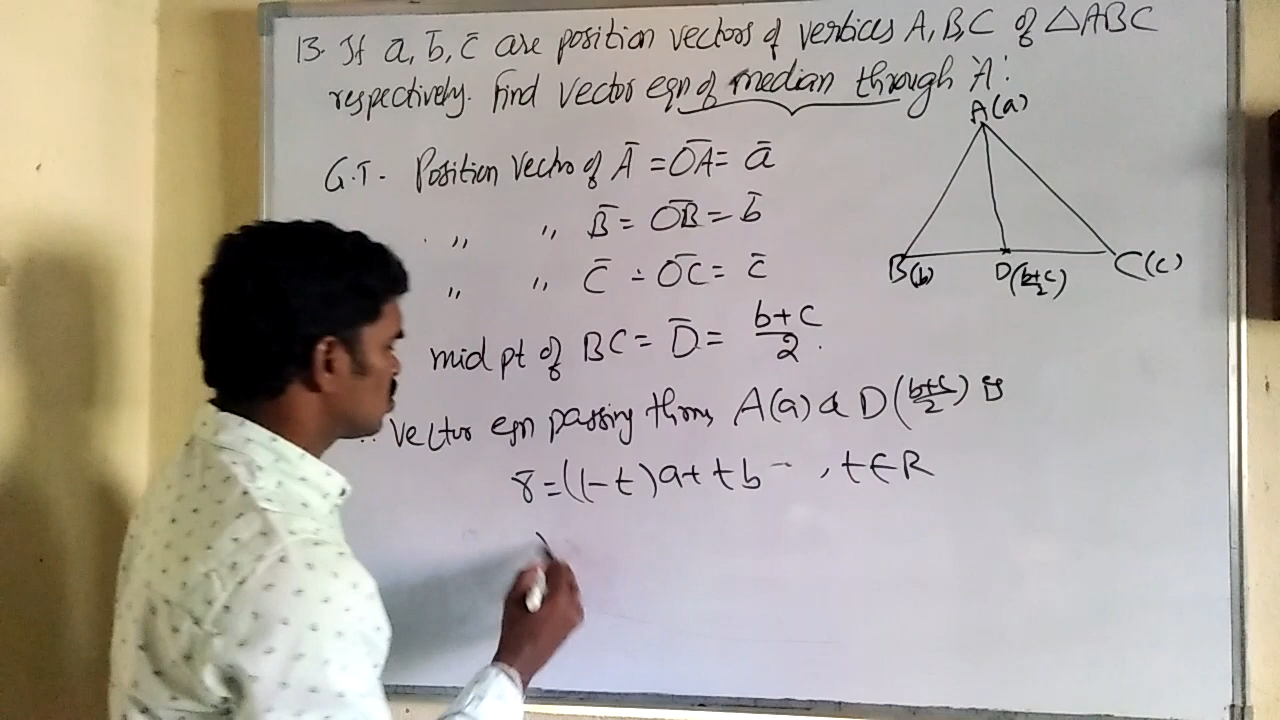 13. If a, b̄, c̄ are position vectors of vertices A, B, C of △ABC
respectively. Find vector eqn of median through 'A'.
A(a)
B(b)
D(b+c/2)
C(c)
G.T. Position Vector of Ā = OA̅ = ā
,, ,, B̄ = OB̅ = b̄
,, ,, C̄ = OC̅ = c̄
mid pt of BC = D̄ = b+c/2.
∴ vector eqn passing throu, A(a) & D(b+c/2) is
r̄ = (1-t)a+tb , t∈R